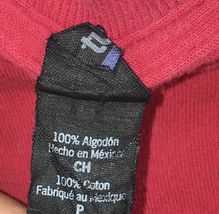 100% Algodón
Hecho en México
CH
100% Coton
Fabriqué au Mexique
P